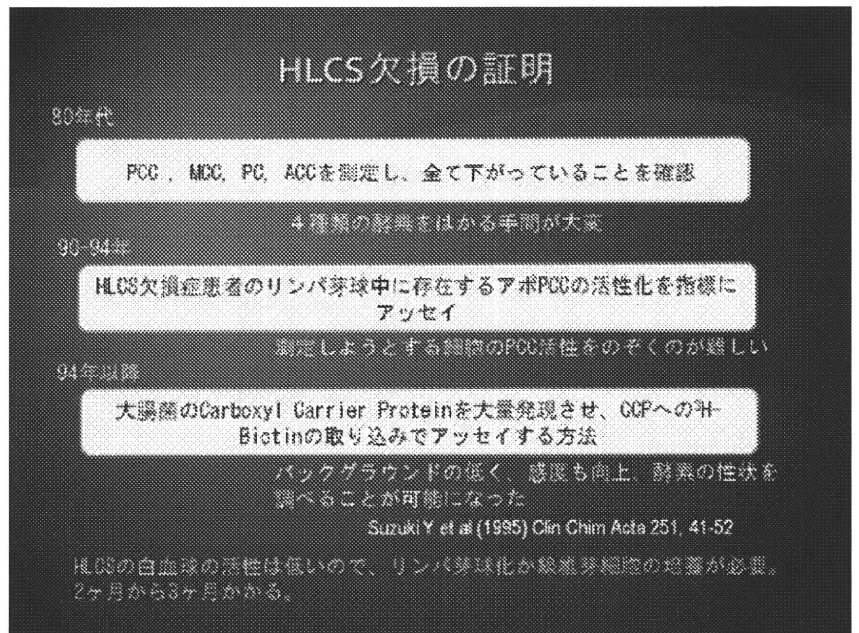 HLCS欠損の証明
80年代
PCC , MCC, PC, ACCを測定し、全て下がっていることを確認
4種類の酵素をはかる手間が大変
90-94年
HLCS欠損症患者のリンパ芽球中に存在するアポPCCの活性化を指標に
アッセイ
測定しようとする細胞のPCC活性をのぞくのが難しい
94年以降
大腸菌のCarboxyl Carrier Proteinを大量発現させ、CCPへの³H-
Biotinの取り込みでアッセイする方法
バックグラウンドの低く、感度も向上、酵素の性状を
調べることが可能になった
Suzuki Y et al (1995) Clin Chim Acta 251, 41-52
HLCSの白血球の活性は低いので、リンパ芽球化か線維芽細胞の培養が必要。
2ヶ月から3ヶ月かかる。